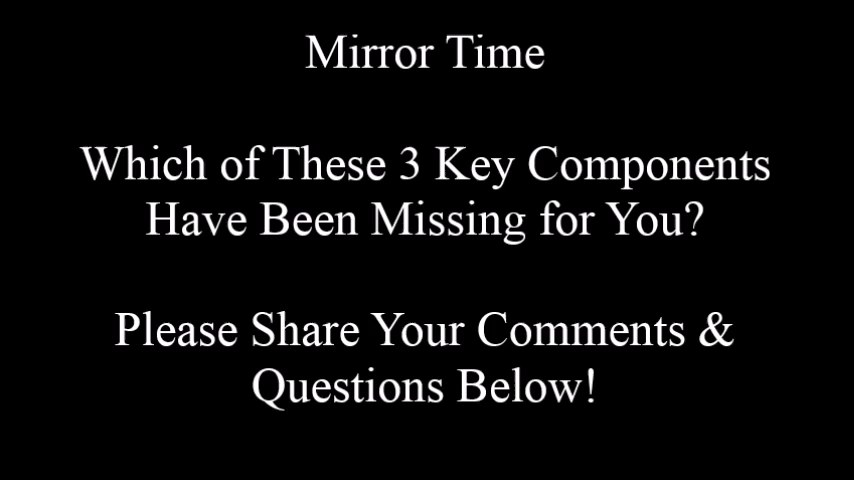 Mirror Time
Which of These 3 Key Components
Have Been Missing for You?
Please Share Your Comments &
Questions Below!